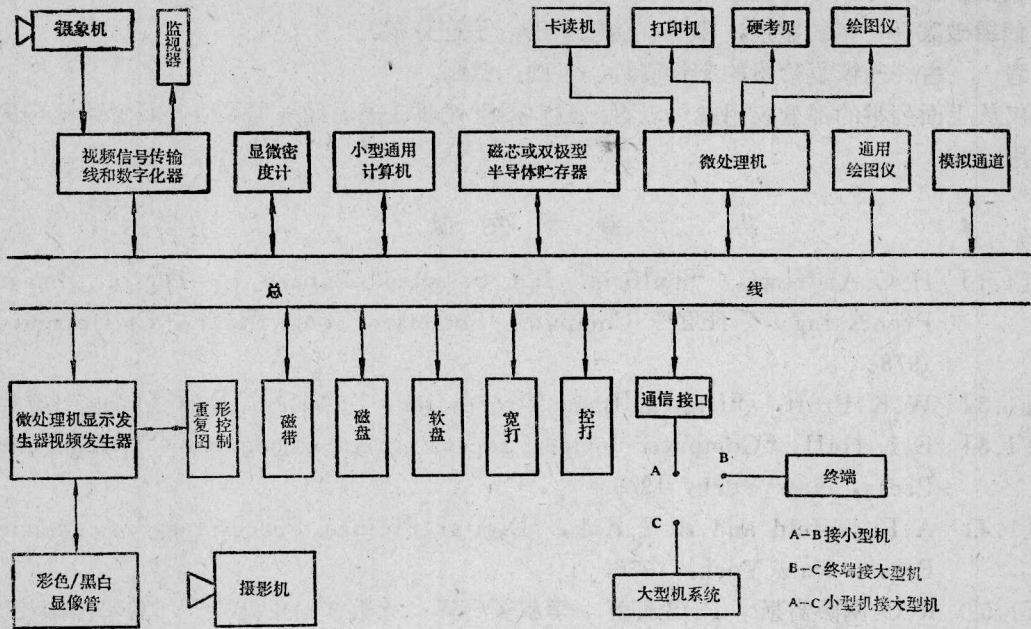 摄象机
监视器
卡读机
打印机
硬考贝
绘图仪
视频信号传输
线和数字化器
显微密
度计
小型通用
计算机
磁芯或双极型
半导体贮存器
微处理机
通用
绘图仪
模拟通道
总 线
微处理机显示发
生器视频发生器
重复图
形控制
磁带
磁盘
软盘
宽打
控打
通信接口
A
B
终端
C
A-B接小型机
B-C终端接大型机
A-C小型机接大型机
彩色/黑白
显像管
摄影机
大型机系统